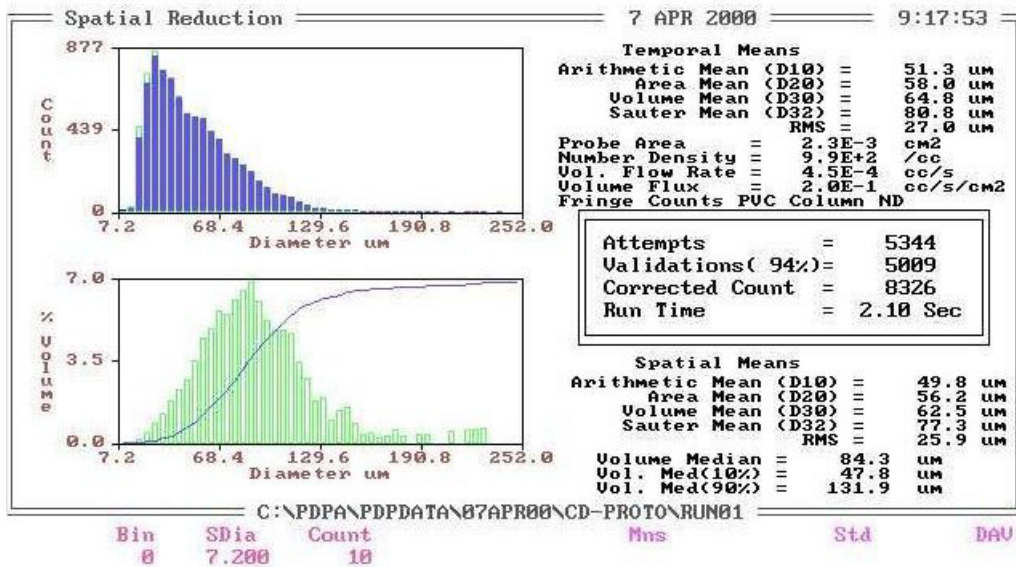 Spatial Reduction 7 APR 2000 9:17:53
877
439
0
Count
7.2 68.4 129.6 190.8 252.0
Diameter um
7.0
3.5
0.0
% Volume
7.2 68.4 129.6 190.8 252.0
Diameter um
Temporal Means
Arithmetic Mean (D10) = 51.3 um
Area Mean (D20) = 58.0 um
Volume Mean (D30) = 64.8 um
Sauter Mean (D32) = 80.8 um
RMS = 27.0 um
Probe Area = 2.3E-3 cm2
Number Density = 9.9E+2 /cc
Vol. Flow Rate = 4.5E-4 cc/s
Volume Flux = 2.0E-1 cc/s/cm2
Fringe Counts PVC Column ND
Attempts = 5344
Validations( 94%)= 5009
Corrected Count = 8326
Run Time = 2.10 Sec
Spatial Means
Arithmetic Mean (D10) = 49.8 um
Area Mean (D20) = 56.2 um
Volume Mean (D30) = 62.5 um
Sauter Mean (D32) = 77.3 um
RMS = 25.9 um
Volume Median = 84.3 um
Vol. Med(10%) = 47.8 um
Vol. Med(90%) = 131.9 um
C:\PDPA\PDPDATA\07APR00\CD-PROTO\RUN01
Bin SDia Count Mns Std DAV
0 7.200 10